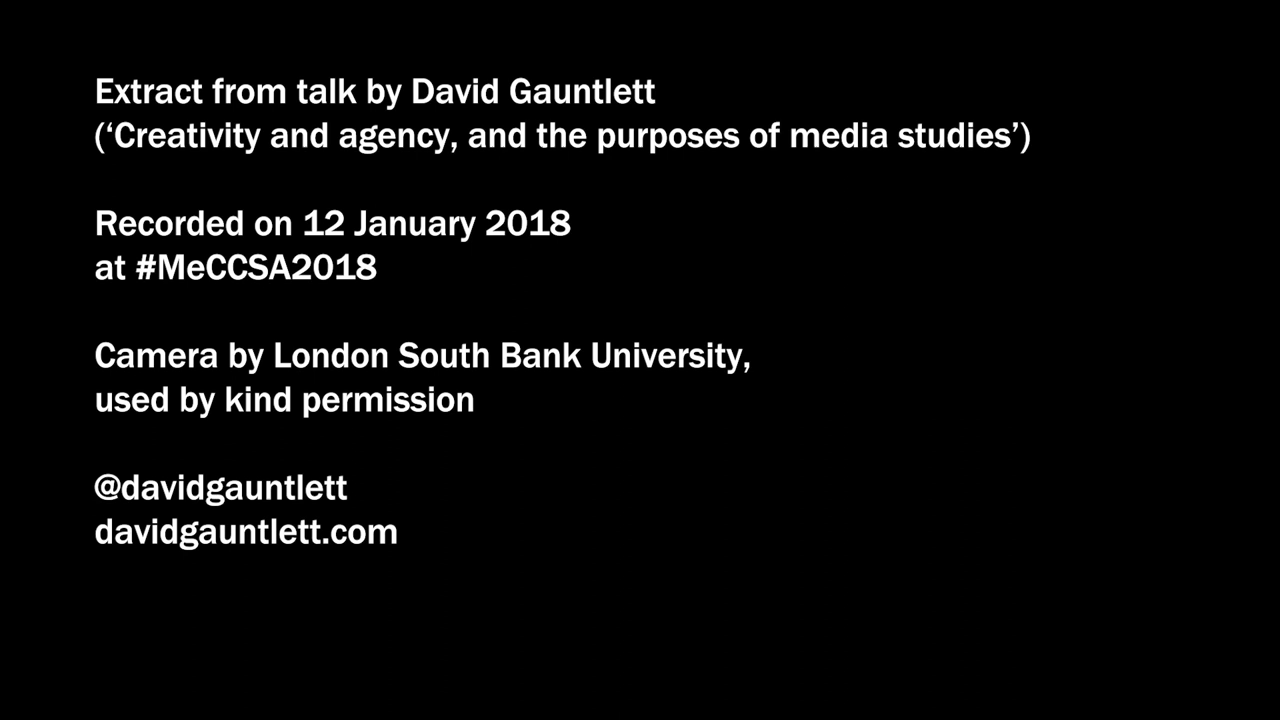 Extract from talk by David Gauntlett
(‘Creativity and agency, and the purposes of media studies’)
Recorded on 12 January 2018
at #MeCCSA2018
Camera by London South Bank University,
used by kind permission
@davidgauntlett
davidgauntlett.com